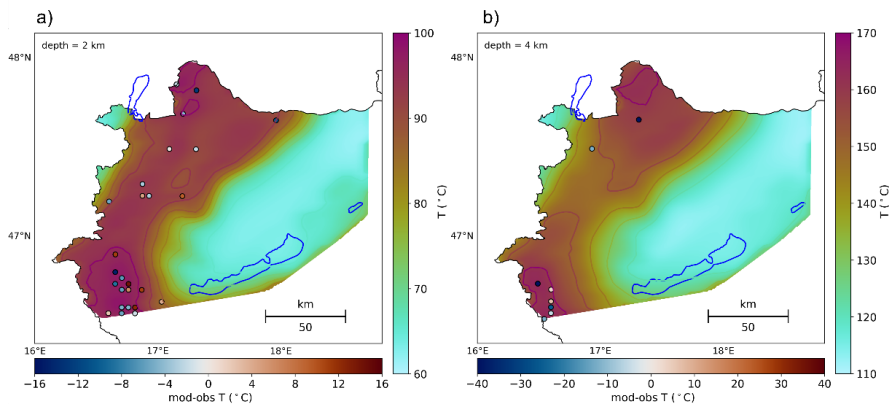 a)
depth = 2 km
48°N
47°N
16°E
17°E
18°E
km
50
100
90
80
70
60
T (°C)
−16
−12
−8
−4
0
4
8
12
16
mod-obs T (°C)
b)
depth = 4 km
48°N
47°N
16°E
17°E
18°E
km
50
170
160
150
140
130
120
110
T (°C)
−40
−30
−20
−10
0
10
20
30
40
mod-obs T (°C)